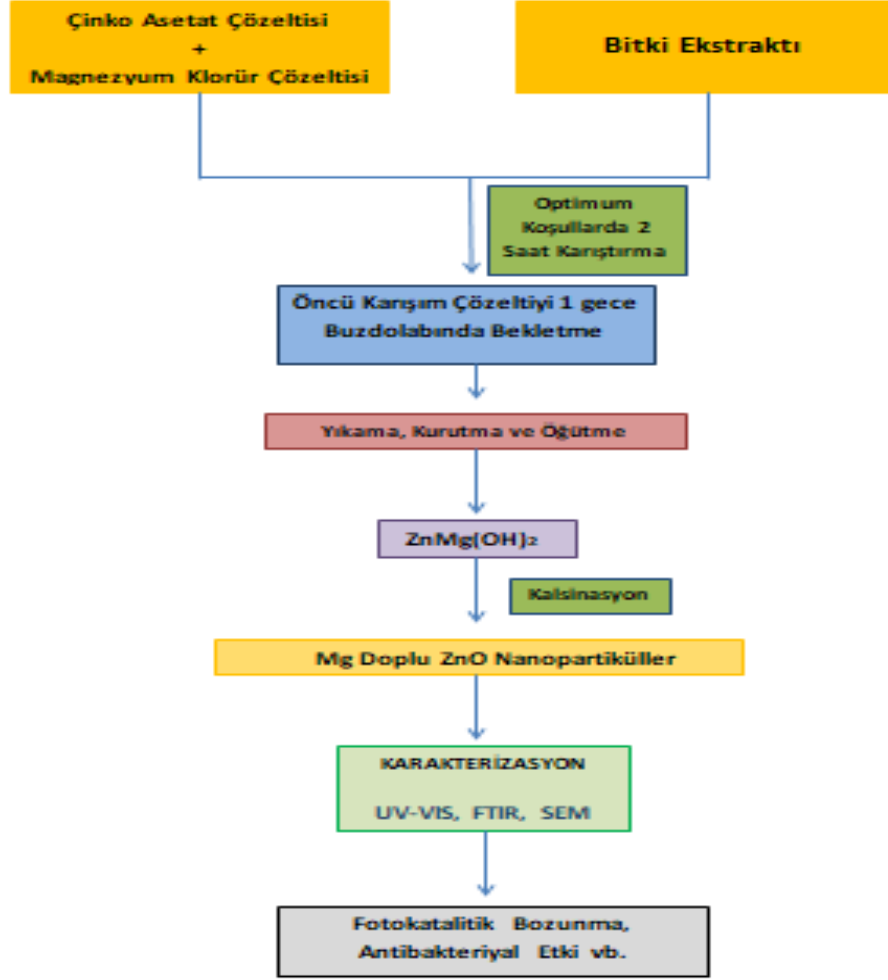 Çinko Asetat Çözeltisi
+
Magnezyum Klorür Çözeltisi
Bitki Ekstraktı
Optimum
Koşullarda 2
Saat Karıştırma
Öncü Karışım Çözeltiyi 1 gece
Buzdolabında Bekletme
Yıkama, Kurutma ve Öğütme
ZnMg(OH)₂
Kalsinasyon
Mg Doplu ZnO Nanopartiküller
KARAKTERİZASYON
UV-VIS, FTIR, SEM
Fotokatalitik Bozunma,
Antibakteriyal Etki vb.